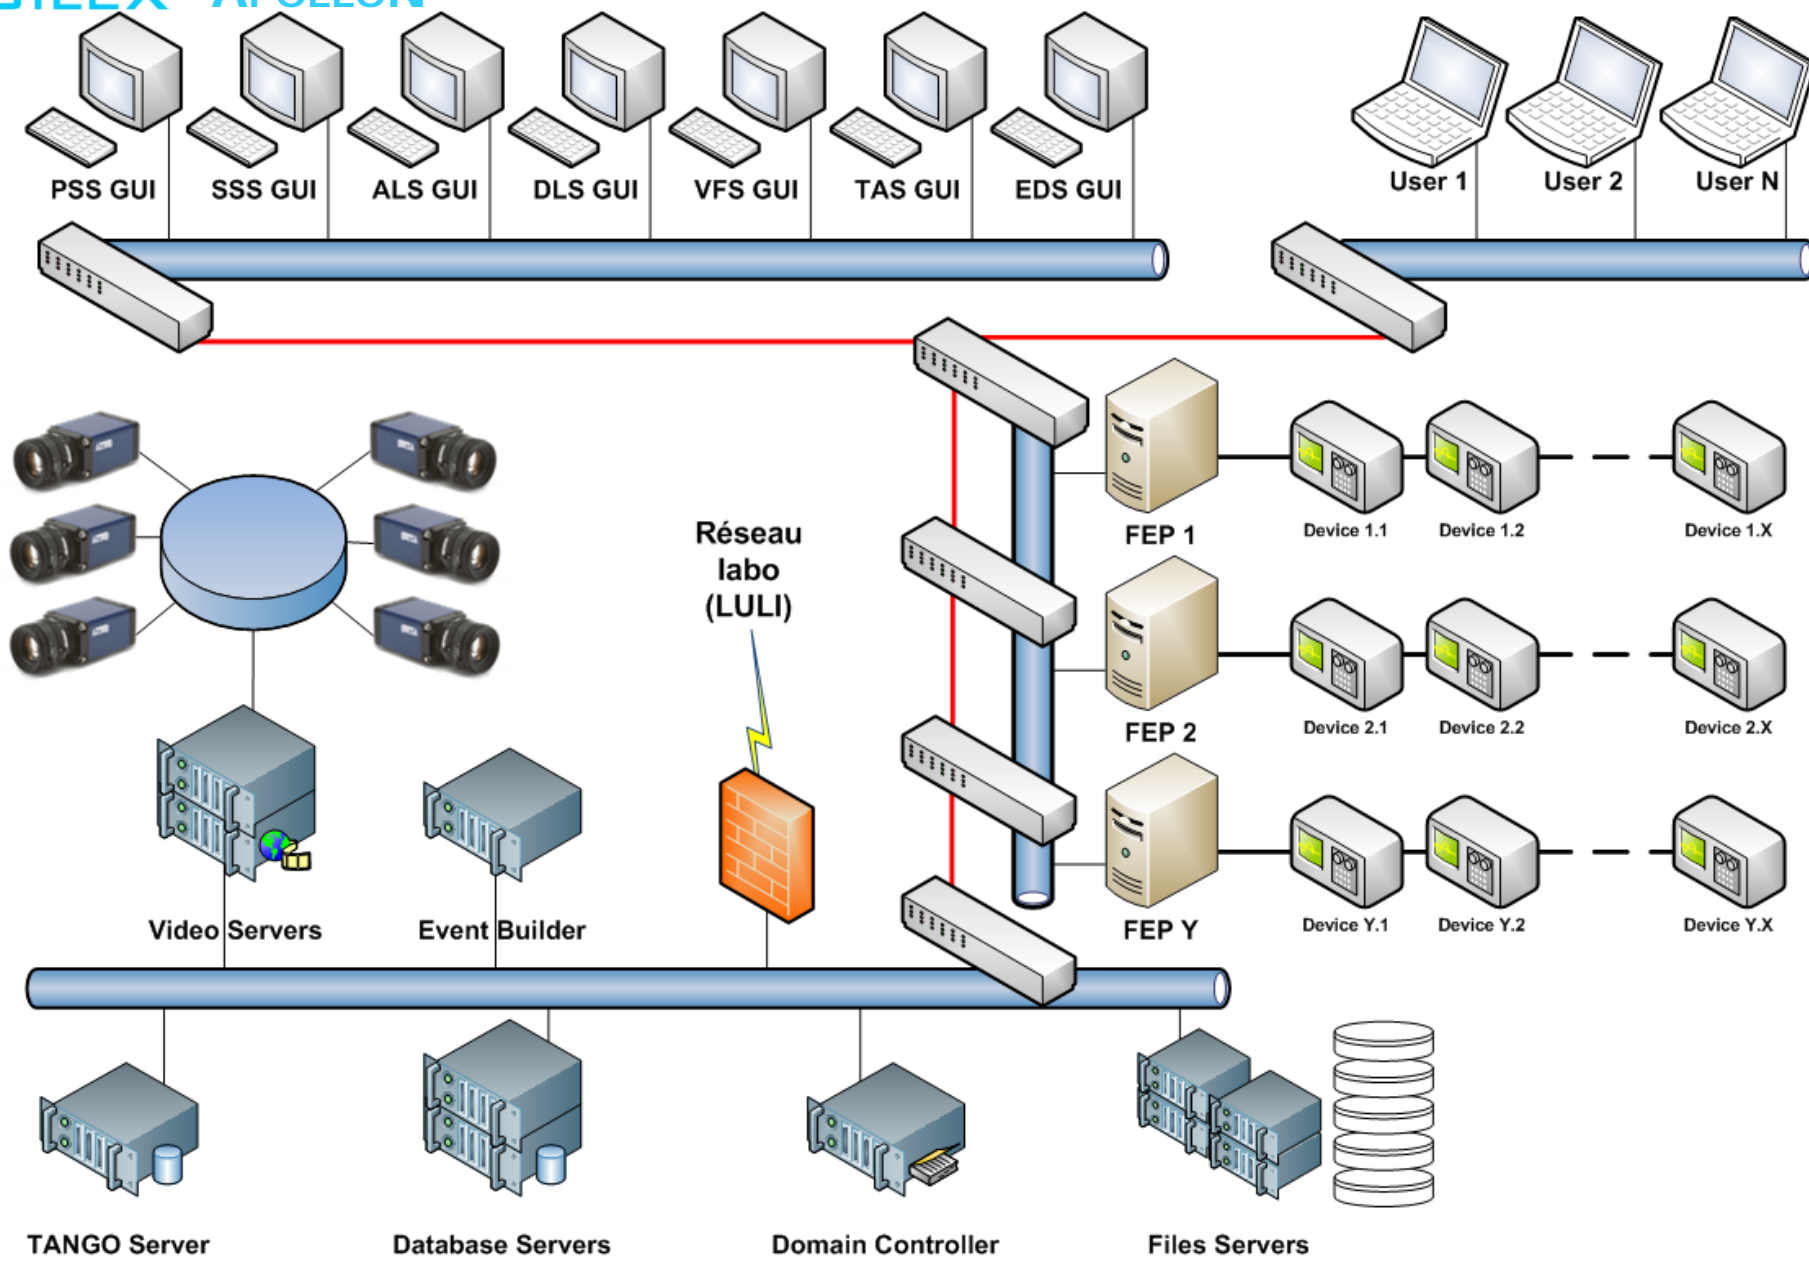 APOLLON
PSS GUI
SSS GUI
ALS GUI
DLS GUI
VFS GUI
TAS GUI
EDS GUI
User 1
User 2
User N
Réseau
labo
(LULI)
FEP 1
Device 1.1
Device 1.2
Device 1.X
FEP 2
Device 2.1
Device 2.2
Device 2.X
FEP Y
Device Y.1
Device Y.2
Device Y.X
Video Servers
Event Builder
TANGO Server
Database Servers
Domain Controller
Files Servers